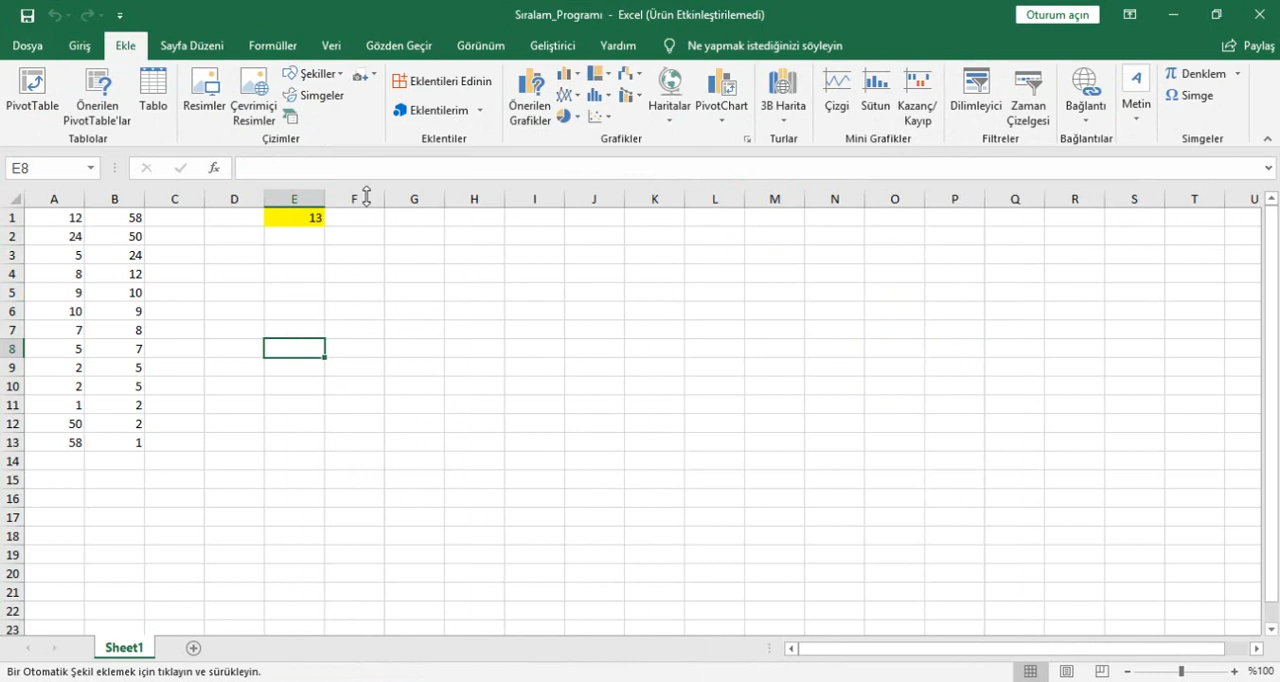 Sıralam_Programı - Excel (Ürün Etkinleştirilemedi)
Oturum açın
Dosya Giriş Ekle Sayfa Düzeni Formüller Veri Gözden Geçir Görünüm Geliştirici Yardım Ne yapmak istediğinizi söyleyin Paylaş
PivotTable
Önerilen PivotTable'lar
Tablo
Tablolar
Resimler
Çevrimiçi Resimler
Şekiller
Simgeler
Çizimler
Eklentileri Edinin
Eklentilerim
Eklentiler
Önerilen Grafikler
Haritalar
PivotChart
Grafikler
3B Harita
Turlar
Çizgi
Sütun
Kazanç/ Kayıp
Mini Grafikler
Dilimleyici
Zaman Çizelgesi
Filtreler
Bağlantı
Bağlantılar
A
Metin
π Denklem
Ω Simge
Simgeler
E8 fx
A B C D E F G H I J K L M N O P Q R S T U
1 12 58 13
2 24 50
3 5 24
4 8 12
5 9 10
6 10 9
7 7 8
8 5 7
9 2 5
10 2 5
11 1 2
12 50 2
13 58 1
14
15
16
17
18
19
20
21
22
23
Sheet1
Bir Otomatik Şekil eklemek için tıklayın ve sürükleyin. %100